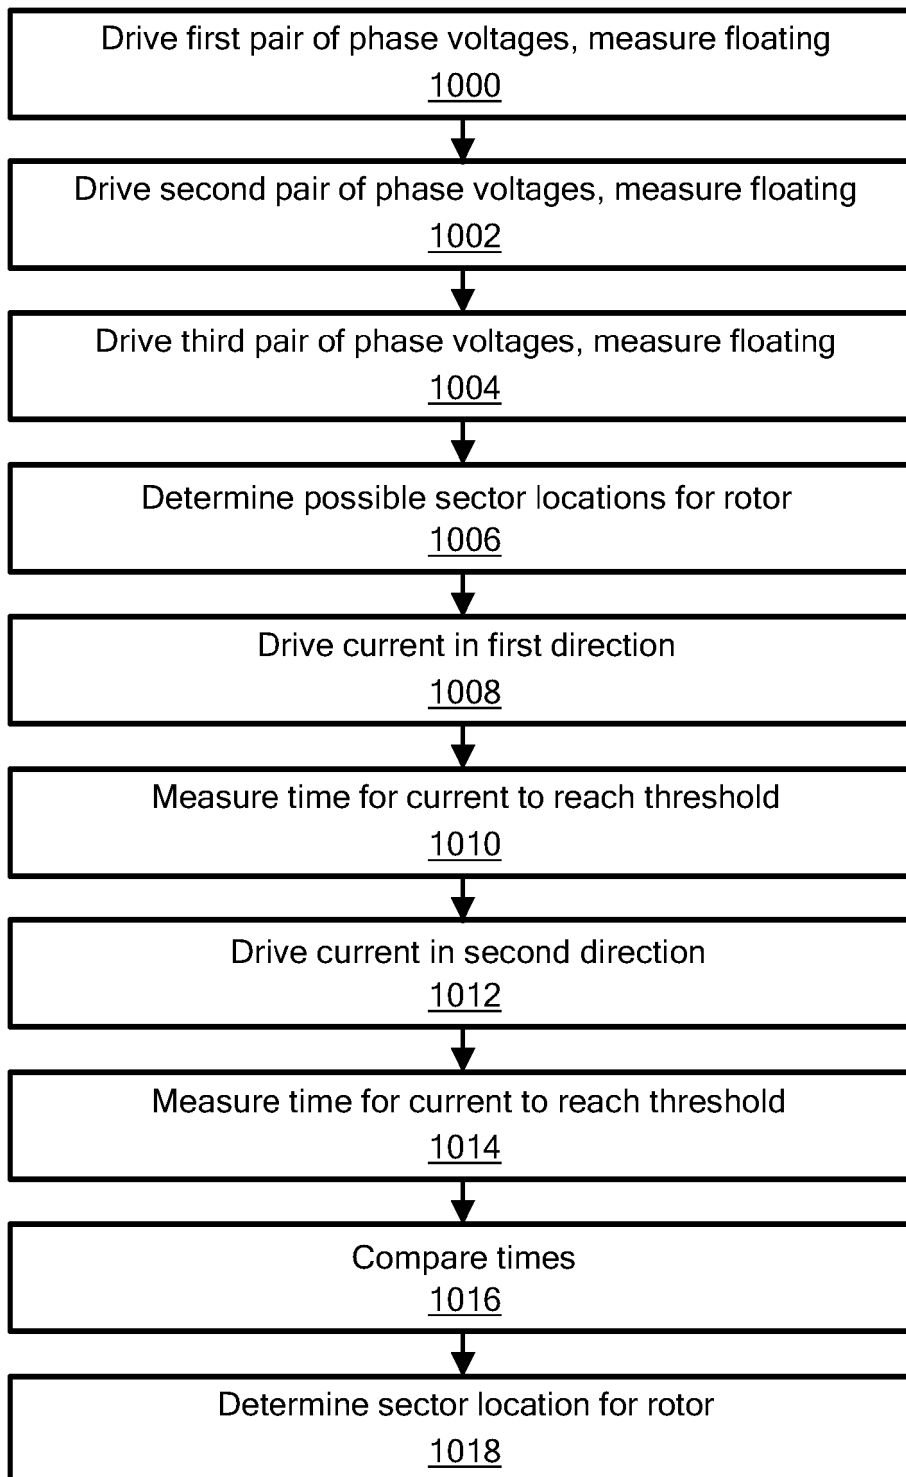 Drive first pair of phase voltages, measure floating
1000
Drive second pair of phase voltages, measure floating
1002
Drive third pair of phase voltages, measure floating
1004
Determine possible sector locations for rotor
1006
Drive current in first direction
1008
Measure time for current to reach threshold
1010
Drive current in second direction
1012
Measure time for current to reach threshold
1014
Compare times
1016
Determine sector location for rotor
1018